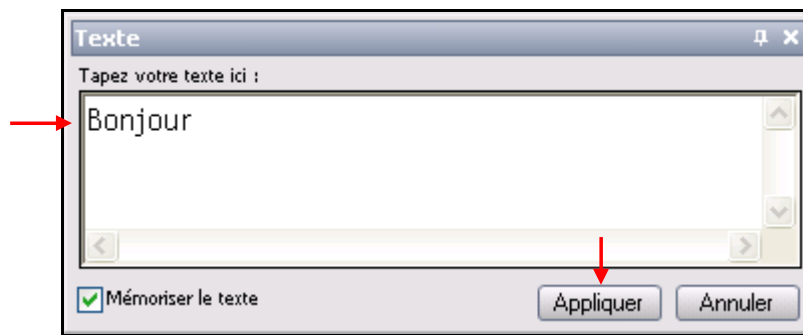 Texte
Tapez votre texte ici :
Bonjour
Mémoriser le texte
Appliquer
Annuler